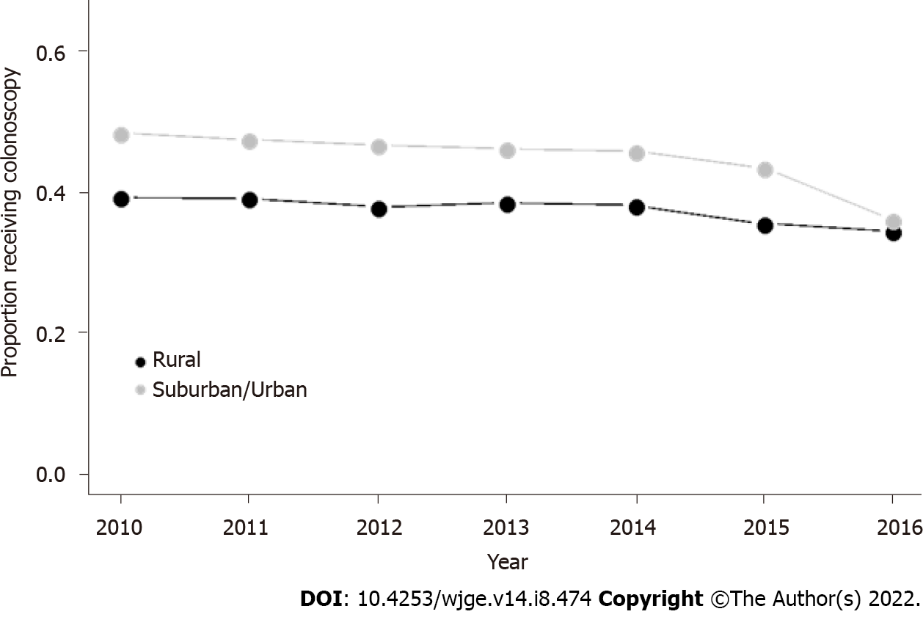 Proportion receiving colonoscopy
0.6
0.4
0.2
0.0
Rural
Suburban/Urban
2010 2011 2012 2013 2014 2015 2016
Year
DOI: 10.4253/wjge.v14.i8.474 Copyright ©The Author(s) 2022.